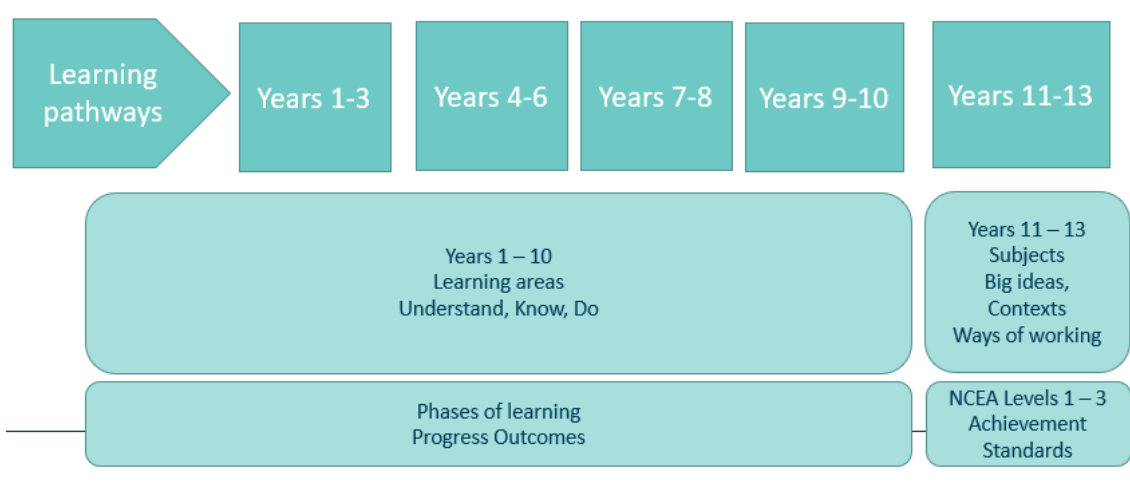 Learning
pathways
Years 1-3
Years 4-6
Years 7-8
Years 9-10
Years 11-13
Years 1 – 10
Learning areas
Understand, Know, Do
Years 11 – 13
Subjects
Big ideas,
Contexts
Ways of working
Phases of learning
Progress Outcomes
NCEA Levels 1 – 3
Achievement
Standards